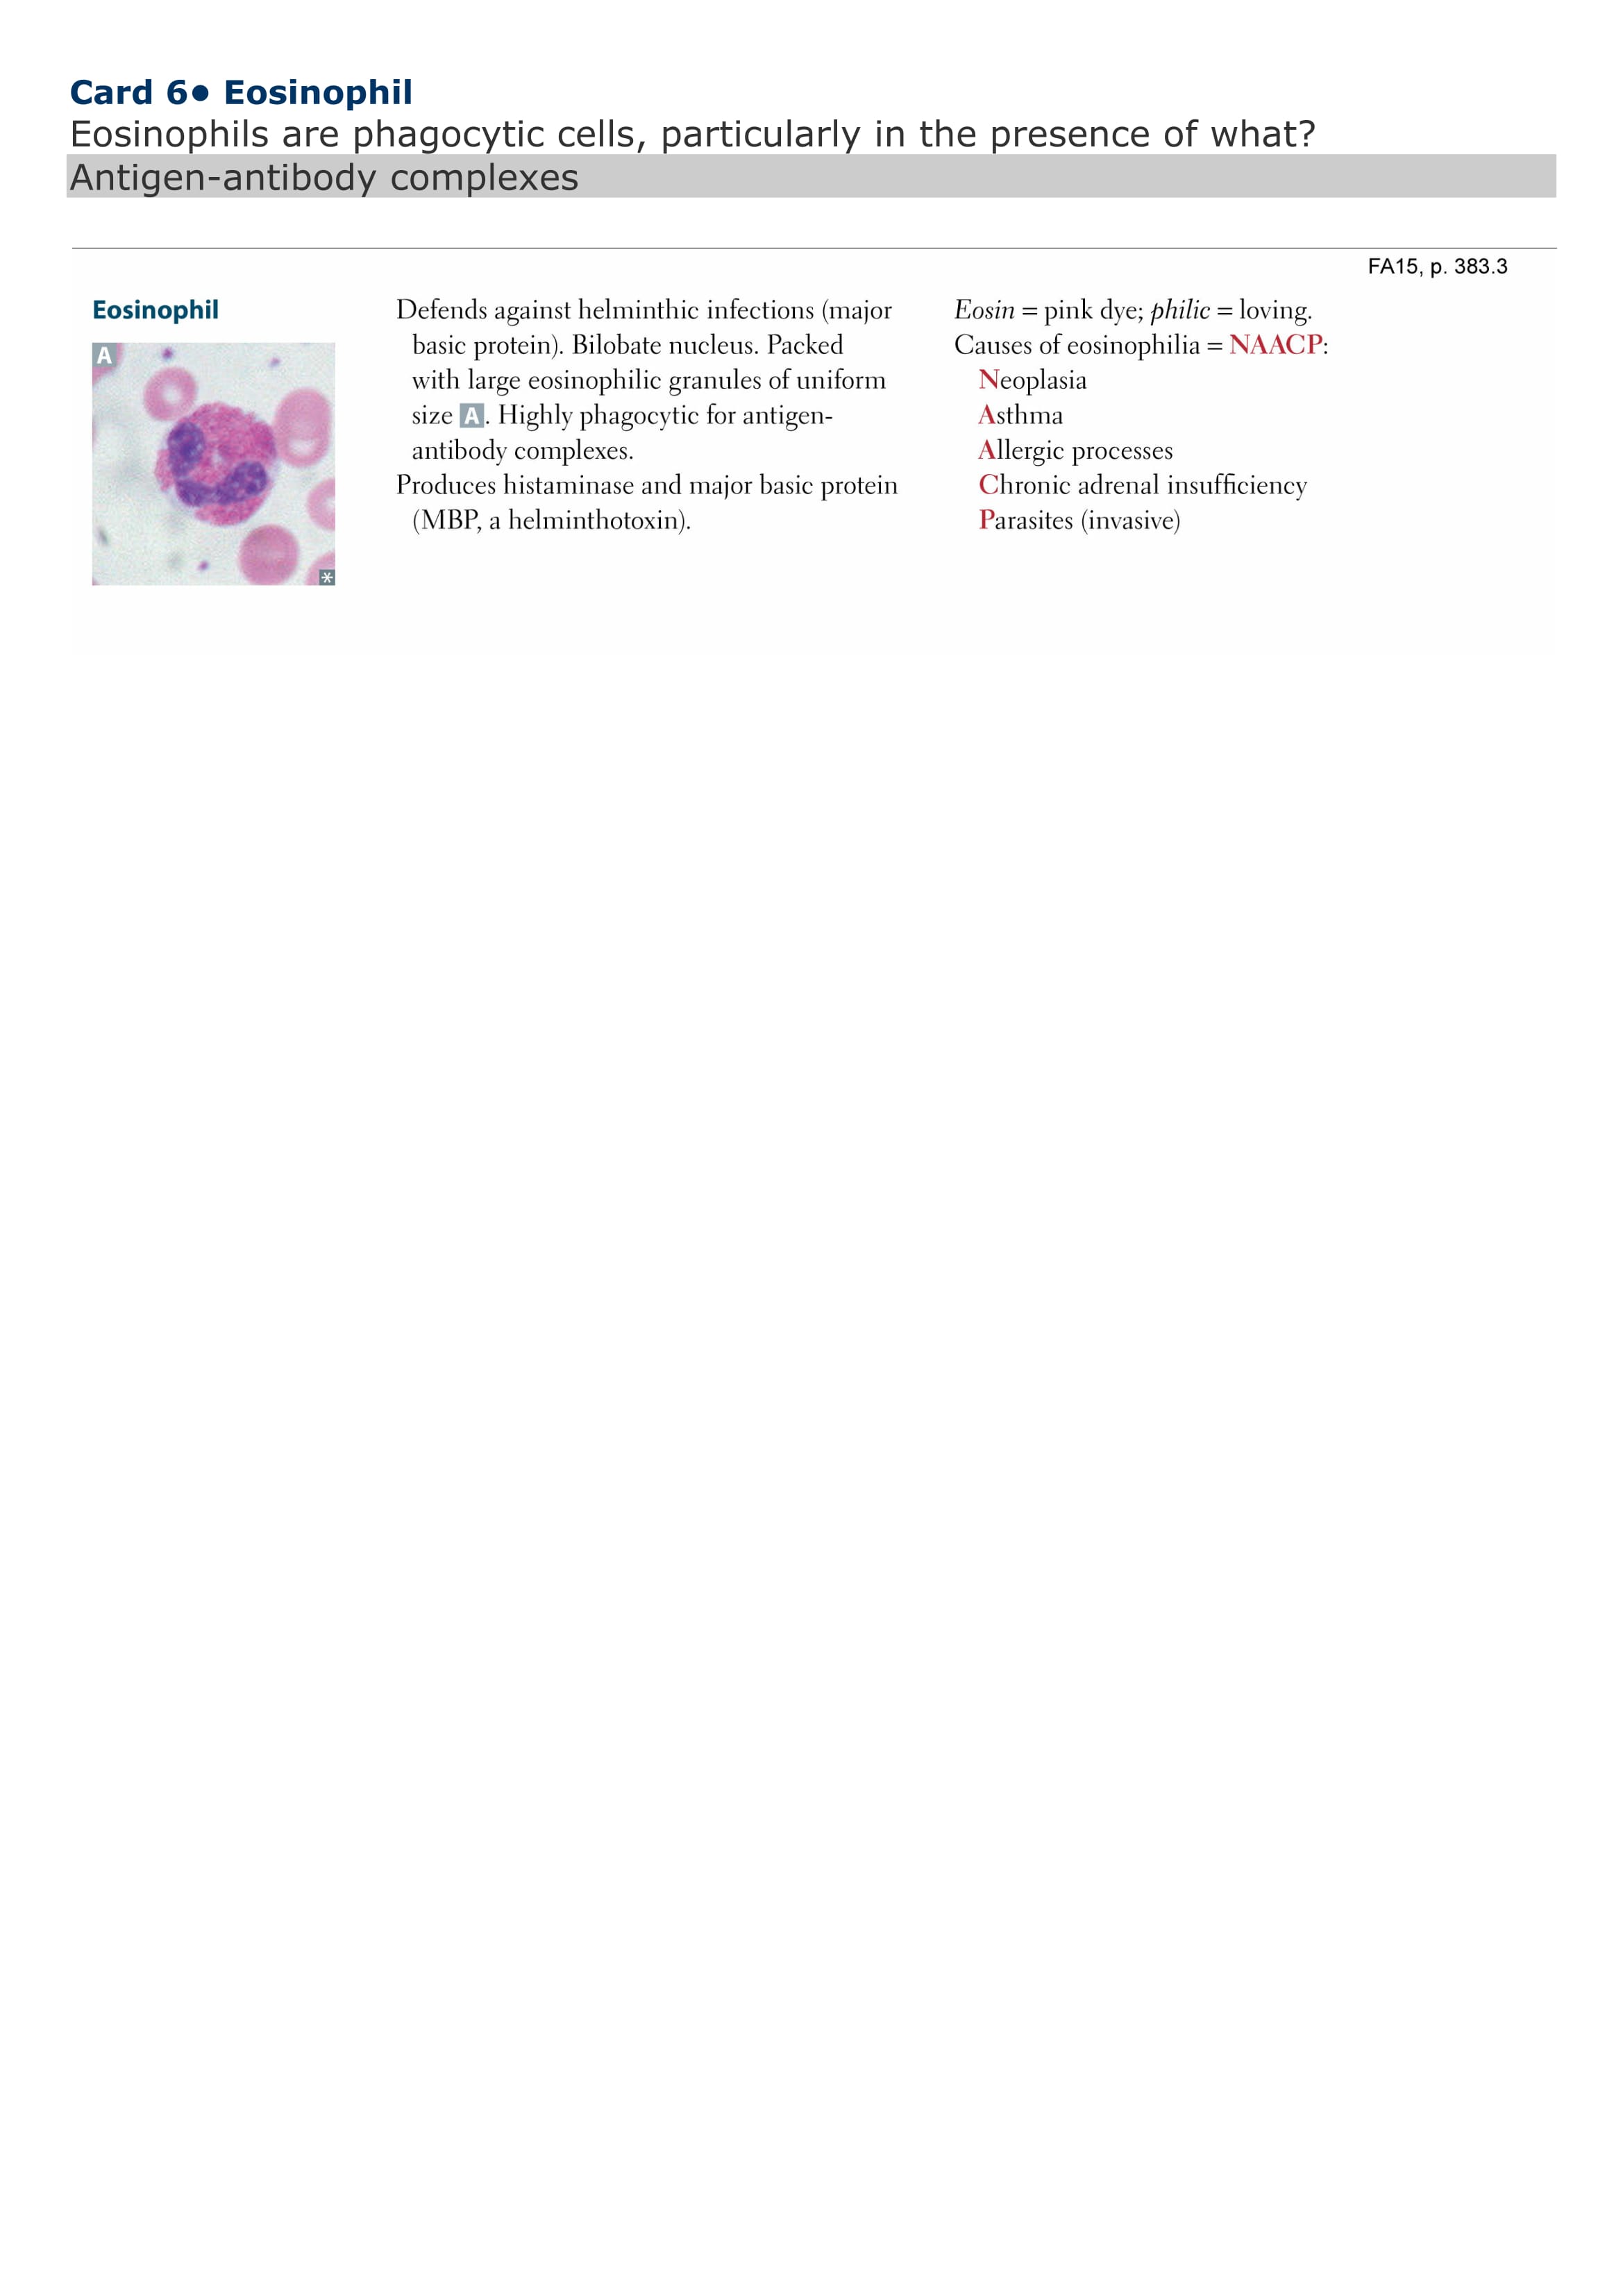 Card 6● Eosinophil
Eosinophils are phagocytic cells, particularly in the presence of what?
Antigen-antibody complexes
FA15, p. 383.3
Eosinophil
A
*
Defends against helminthic infections (major
basic protein). Bilobate nucleus. Packed
with large eosinophilic granules of uniform
size A. Highly phagocytic for antigen-
antibody complexes.
Produces histaminase and major basic protein
(MBP, a helminthotoxin).
Eosin = pink dye; philic = loving.
Causes of eosinophilia = NAACP:
Neoplasia
Asthma
Allergic processes
Chronic adrenal insufficiency
Parasites (invasive)